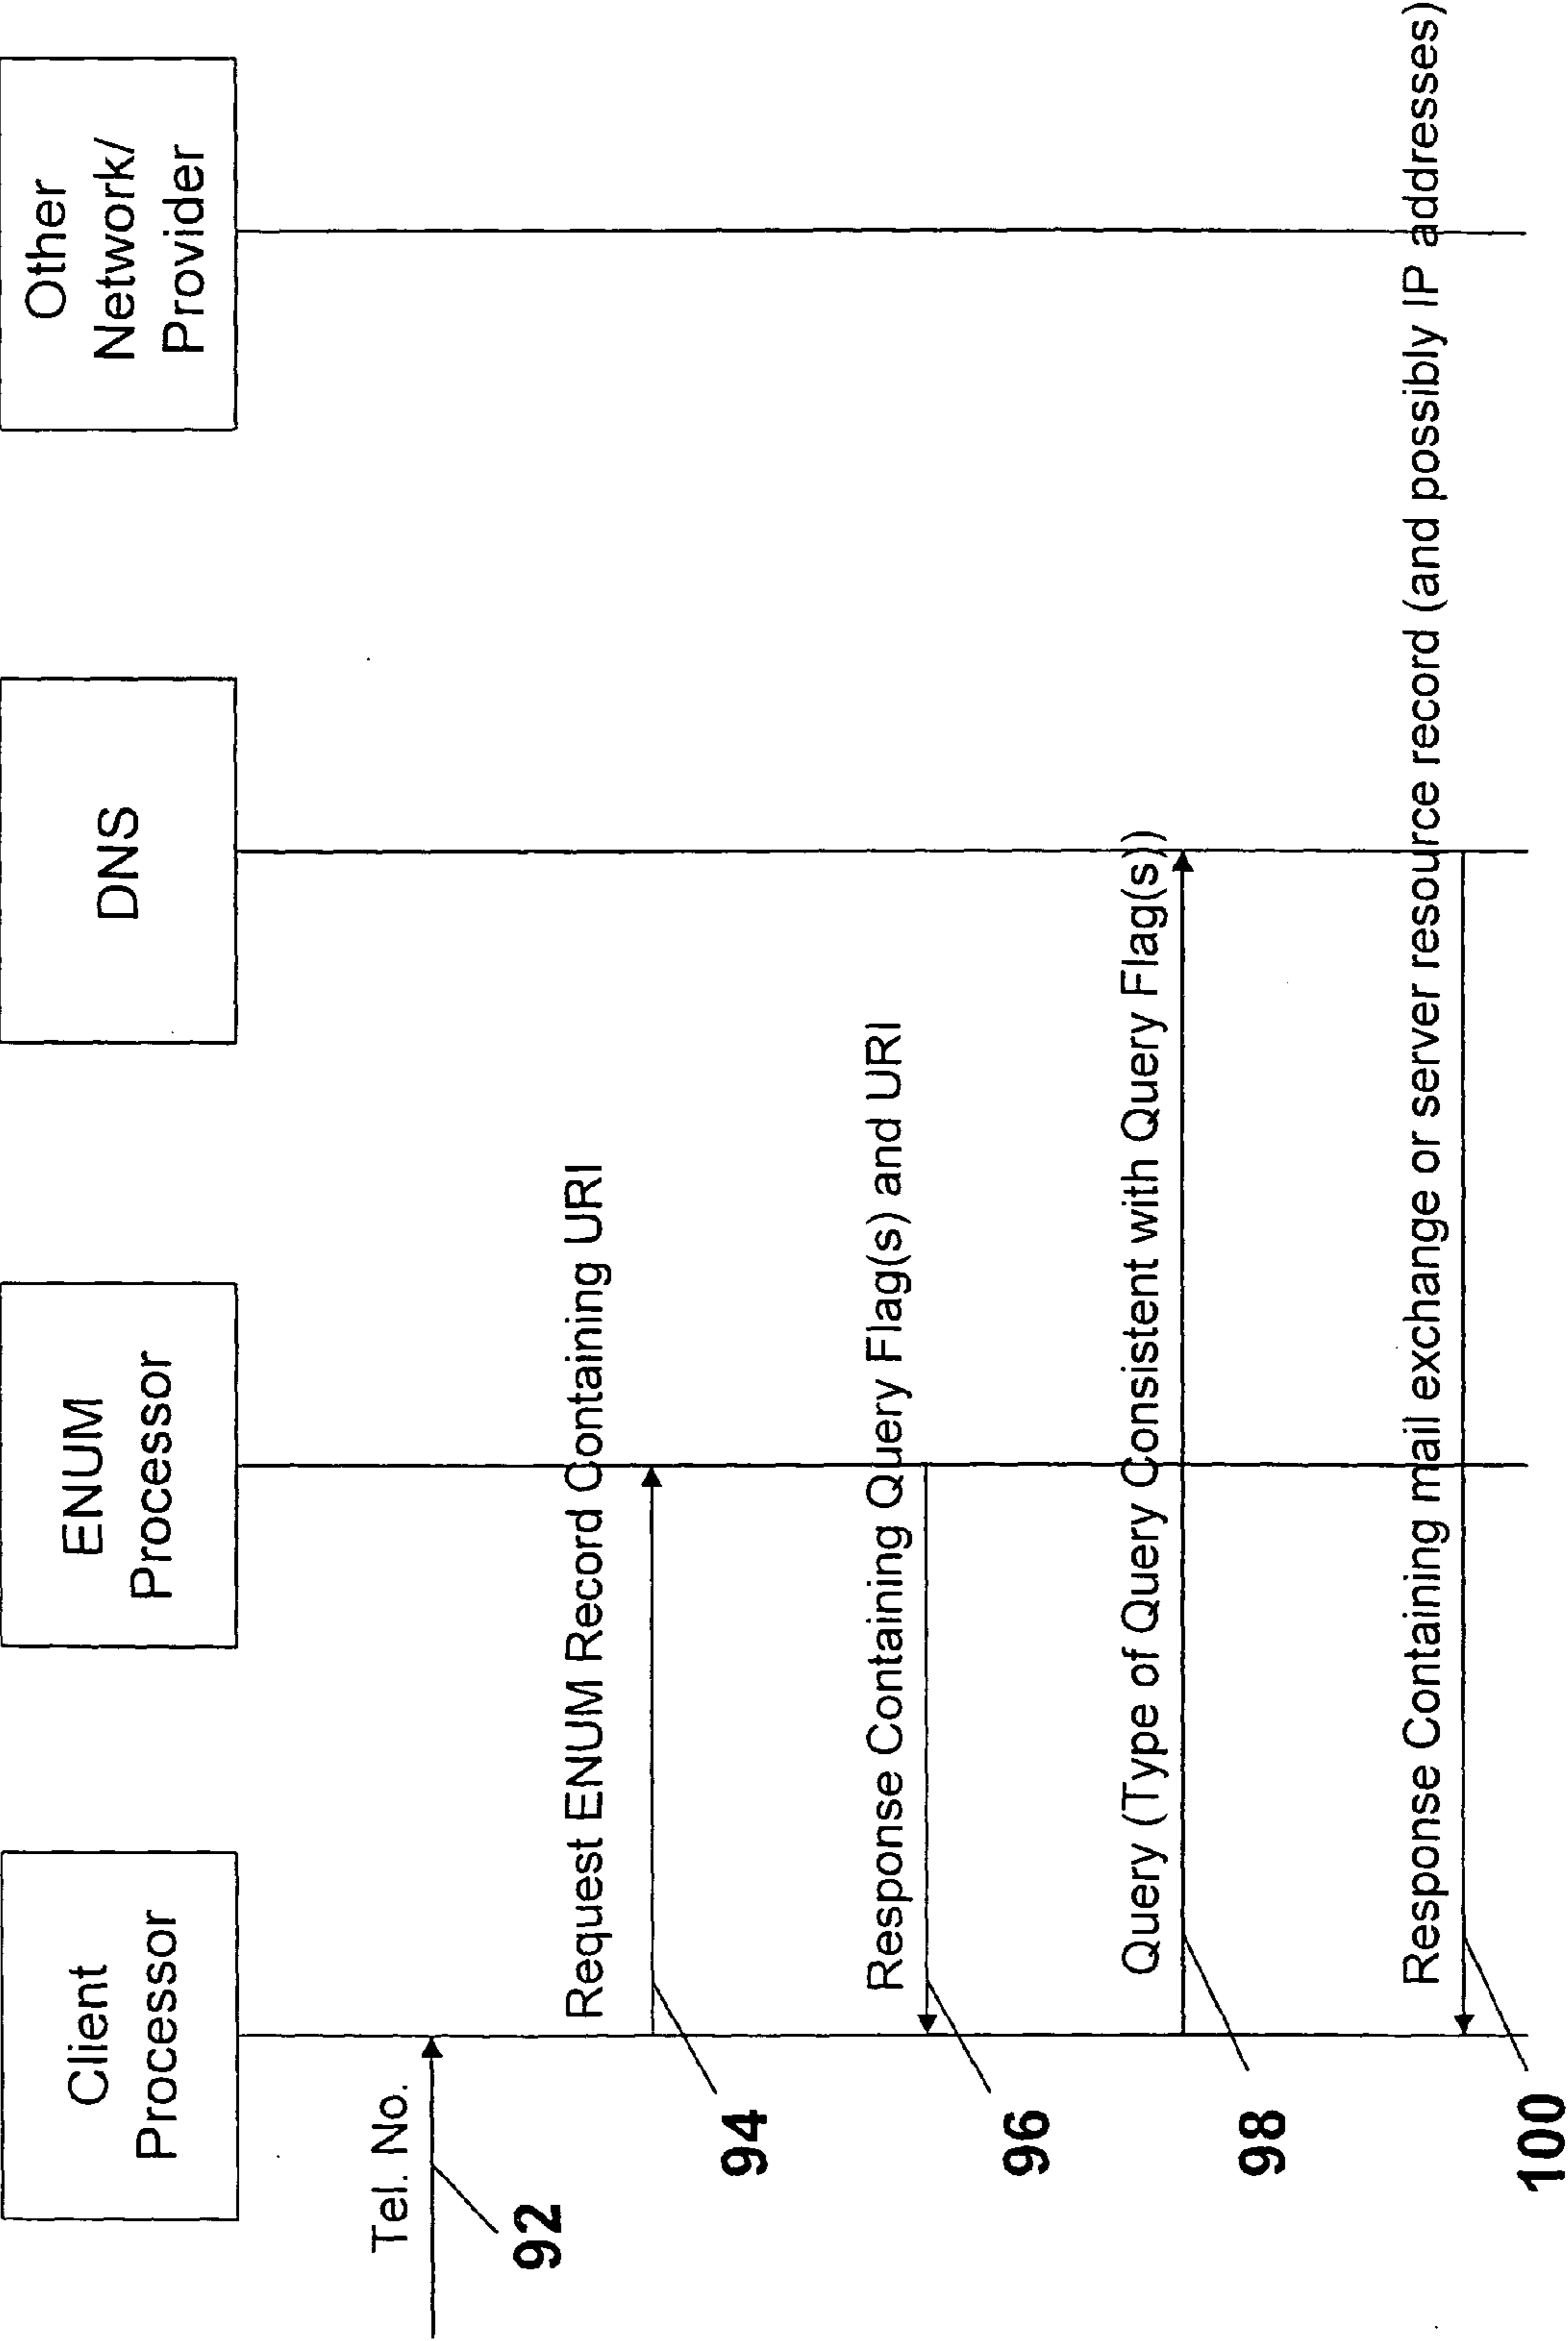 Client
Processor
ENUM
Processor
DNS
Other
Network/
Provider
Tel. No.
92
Request ENUM Record Containing URI
94
Response Containing Query Flag(s) and URI
96
Query (Type of Query Consistent with Query Flag(s))
98
Response Containing mail exchange or server resource record (and possibly IP addresses)
100